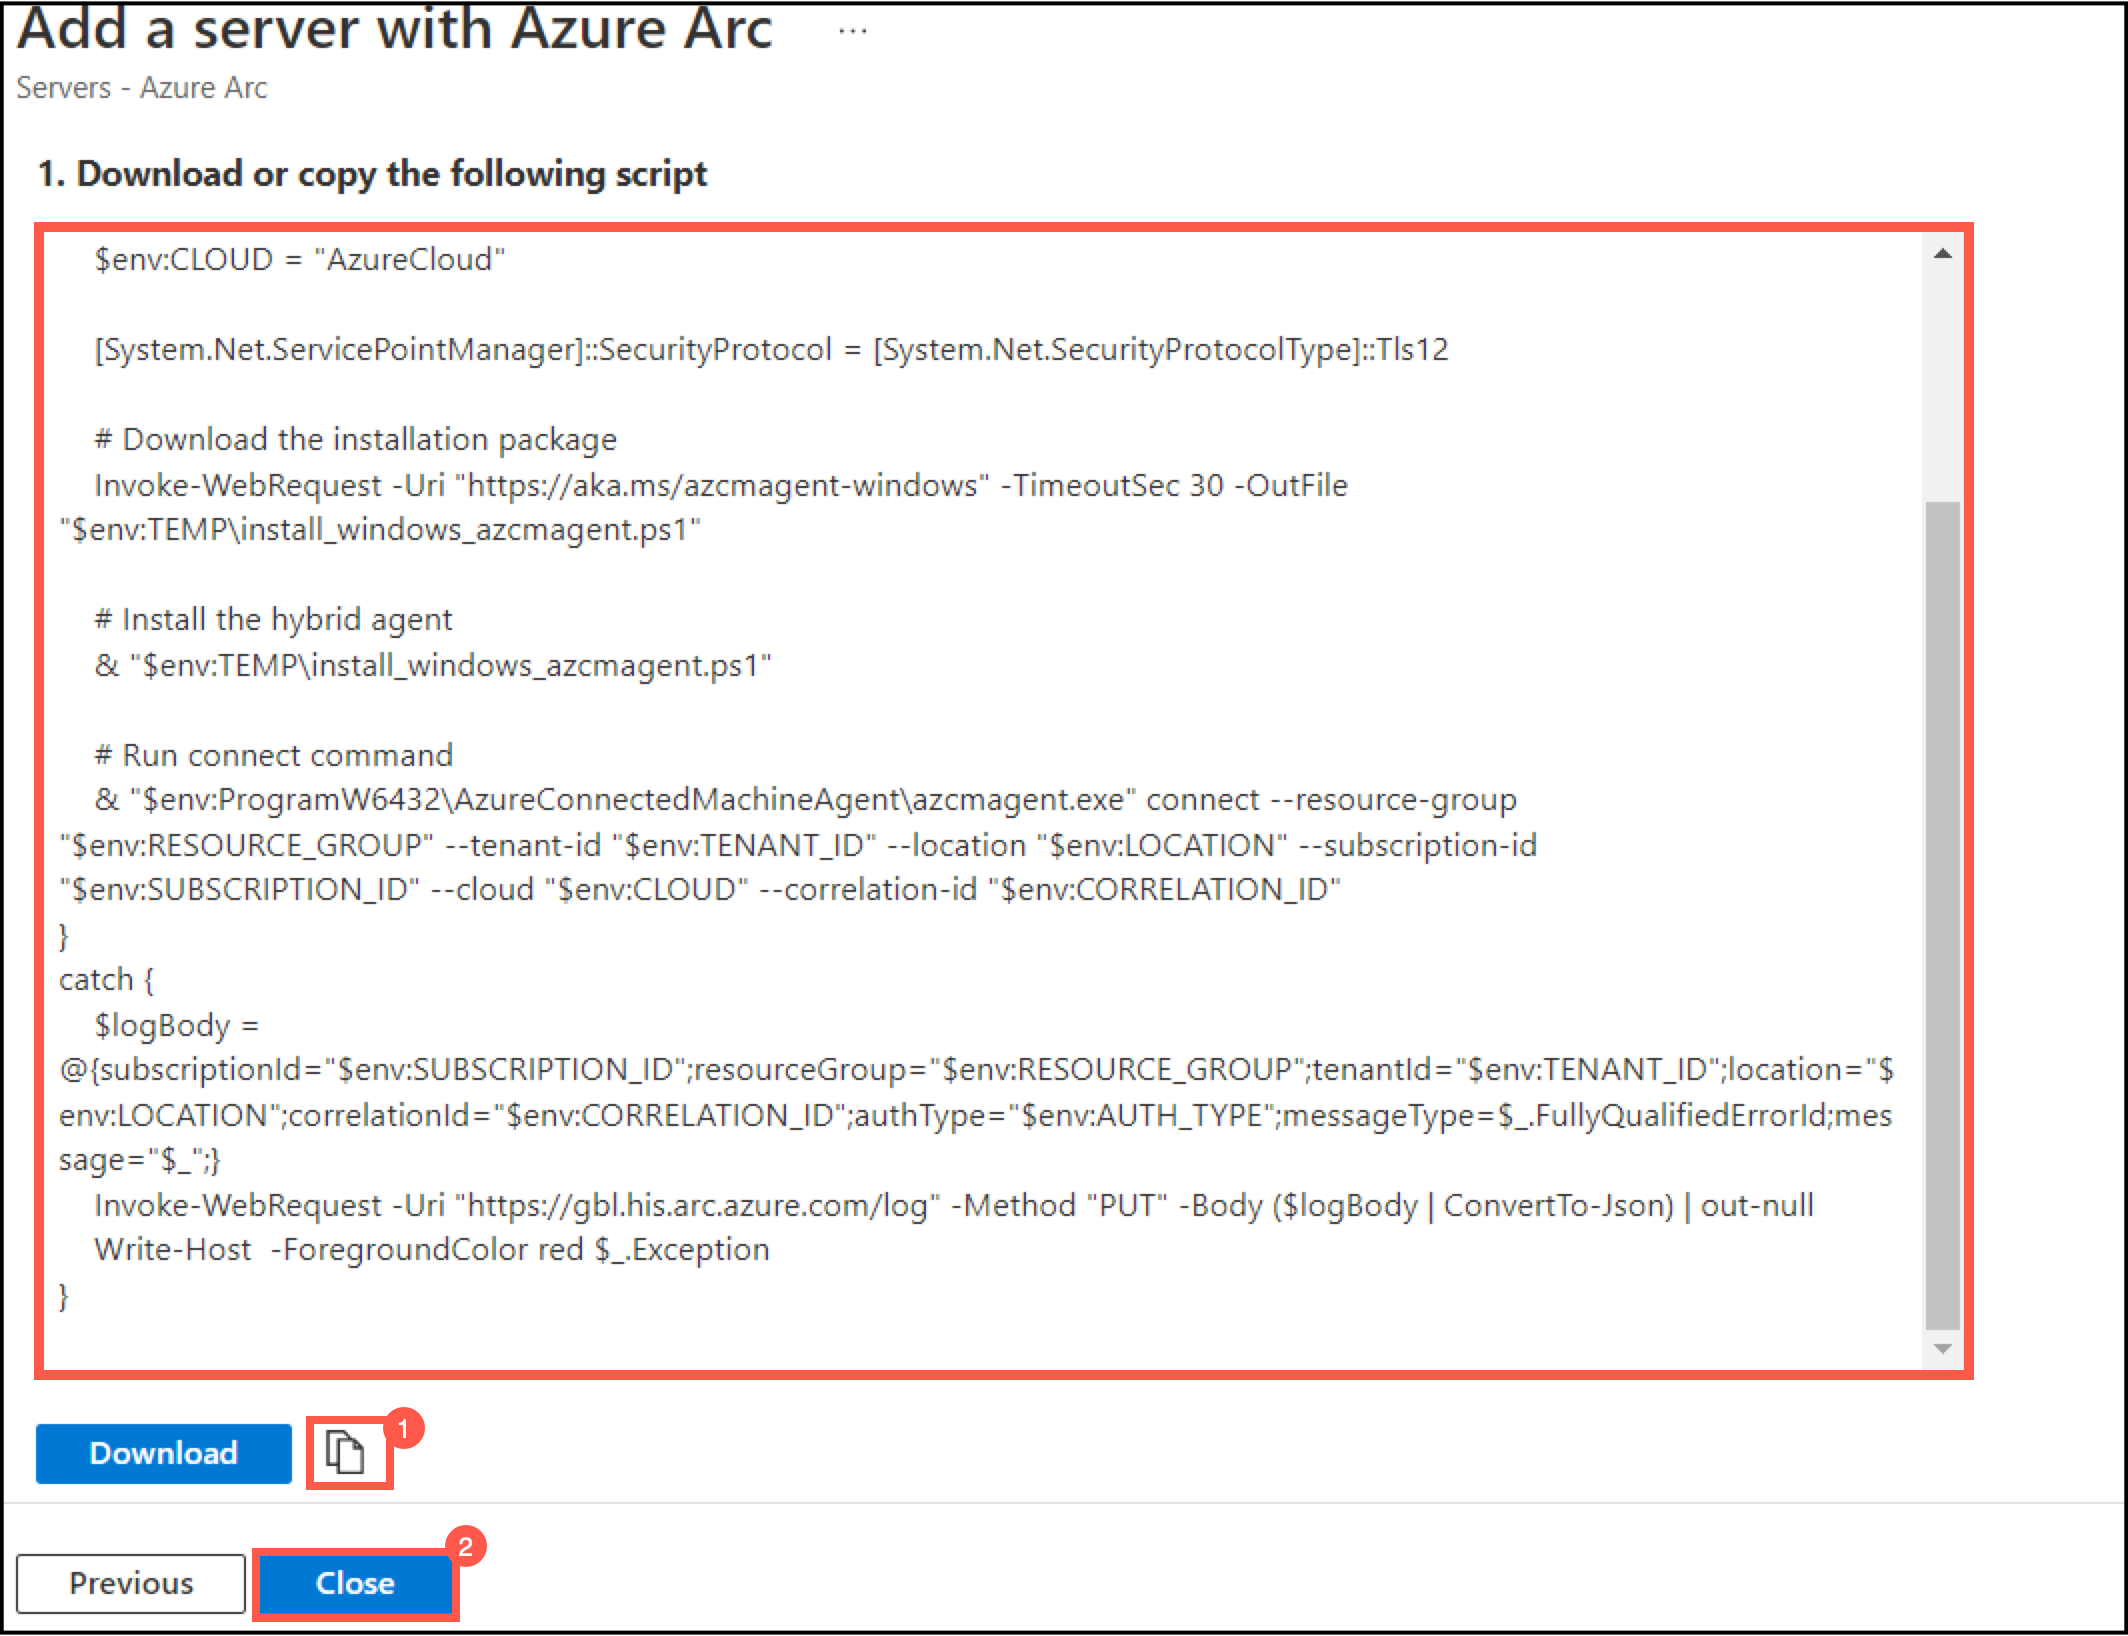 Add a server with Azure Arc ...
Servers - Azure Arc
1. Download or copy the following script
$env:CLOUD = "AzureCloud"
[System.Net.ServicePointManager]::SecurityProtocol = [System.Net.SecurityProtocolType]::Tls12
# Download the installation package
Invoke-WebRequest -Uri "https://aka.ms/azcmagent-windows" -TimeoutSec 30 -OutFile
"$env:TEMP\install_windows_azcmagent.ps1"
# Install the hybrid agent
& "$env:TEMP\install_windows_azcmagent.ps1"
# Run connect command
& "$env:ProgramW6432\AzureConnectedMachineAgent\azcmagent.exe" connect --resource-group
"$env:RESOURCE_GROUP" --tenant-id "$env:TENANT_ID" --location "$env:LOCATION" --subscription-id
"$env:SUBSCRIPTION_ID" --cloud "$env:CLOUD" --correlation-id "$env:CORRELATION_ID"
}
catch {
$logBody =
@{subscriptionId="$env:SUBSCRIPTION_ID";resourceGroup="$env:RESOURCE_GROUP";tenantId="$env:TENANT_ID";location="$
env:LOCATION";correlationId="$env:CORRELATION_ID";authType="$env:AUTH_TYPE";messageType=$_.FullyQualifiedErrorId;mes
sage="$_";}
Invoke-WebRequest -Uri "https://gbl.his.arc.azure.com/log" -Method "PUT" -Body ($logBody | ConvertTo-Json) | out-null
Write-Host  -ForegroundColor red $_.Exception
}
Download
1
2
Previous
Close